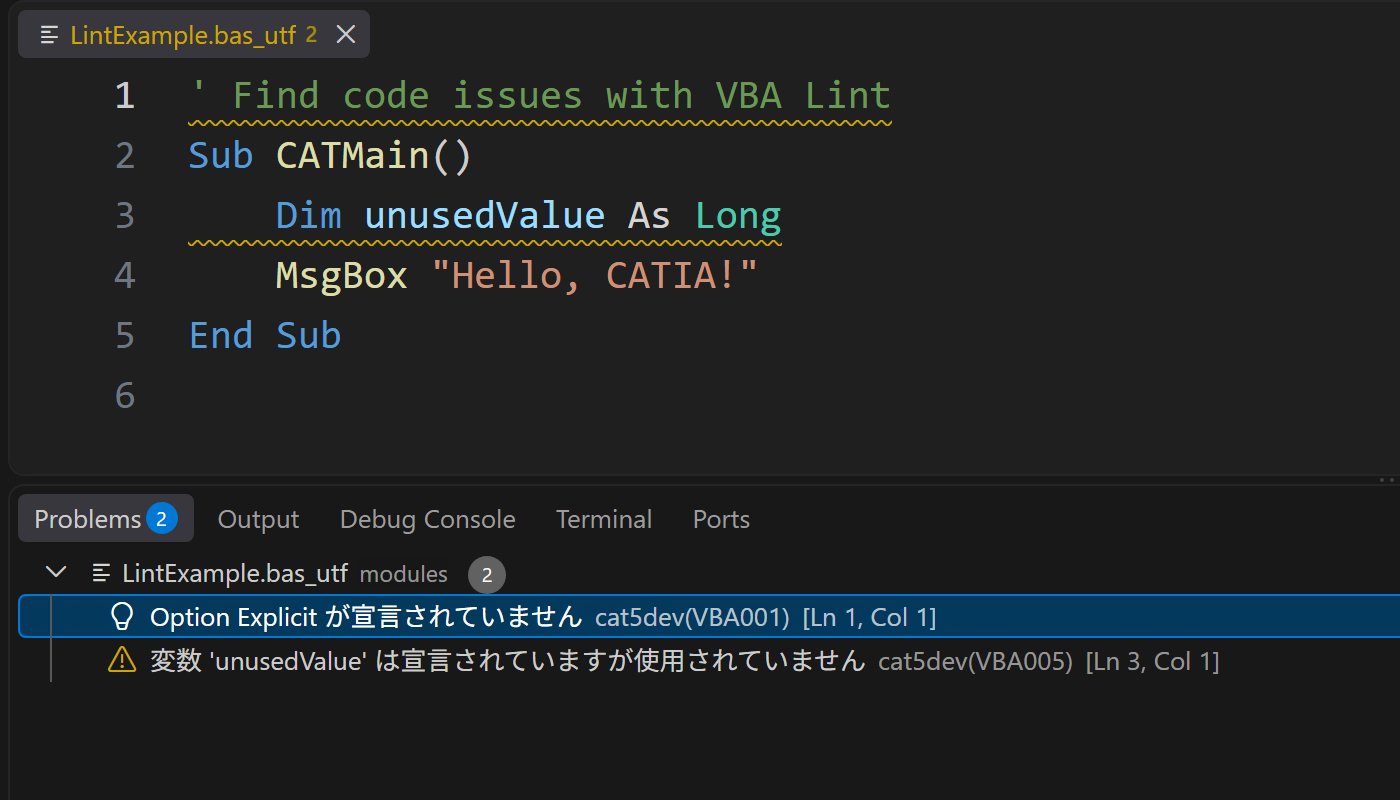 LintExample.bas_utf 2
1 ' Find code issues with VBA Lint
2 Sub CATMain()
3     Dim unusedValue As Long
4     MsgBox "Hello, CATIA!"
5 End Sub
6
Problems 2 Output Debug Console Terminal Ports
LintExample.bas_utf modules 2
Option Explicit が宣言されていません cat5dev(VBA001) [Ln 1, Col 1]
変数 'unusedValue' は宣言されていますが使用されていません cat5dev(VBA005) [Ln 3, Col 1]